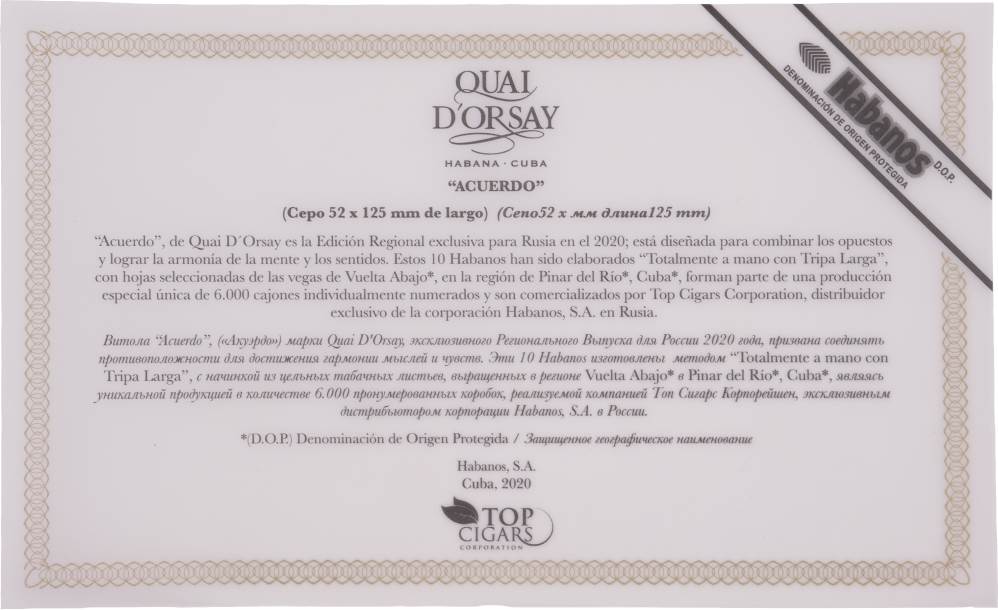 QUAI
D'ORSAY
HABANA · CUBA
Habanos D.O.P.
DENOMINACIÓN DE ORIGEN PROTEGIDA
“ACUERDO”
(Cepo 52 x 125 mm de largo) (Сепо52 x мм длина125 mm)
“Acuerdo”, de Quai D´Orsay es la Edición Regional exclusiva para Rusia en el 2020; está diseñada para combinar los opuestos
y lograr la armonía de la mente y los sentidos. Estos 10 Habanos han sido elaborados “Totalmente a mano con Tripa Larga”,
con hojas seleccionadas de las vegas de Vuelta Abajo*, en la región de Pinar del Río*, Cuba*, forman parte de una producción
especial única de 6.000 cajones individualmente numerados y son comercializados por Top Cigars Corporation, distribuidor
exclusivo de la corporación Habanos, S.A. en Rusia.
Витола “Acuerdo”, («Акуэрдо») марки Quai D'Orsay, эксклюзивного Регионального Выпуска для России 2020 года, призвана соединять
противоположности для достижения гармонии мыслей и чувств. Эти 10 Habanos изготовлены методом “Totalmente a mano con
Tripa Larga”, с начинкой из цельных табачных листьев, выращенных в регионе Vuelta Abajo* в Pinar del Río*, Cuba*, являясь
уникальной продукцией в количестве 6.000 пронумерованных коробок, реализуемой компанией Топ Сигарс Корпорейшен, эксклюзивным
дистрибьютором корпорации Habanos, S.A. в России.
*(D.O.P.) Denominación de Origen Protegida / Защищенное географическое наименование
Habanos, S.A.
Cuba, 2020
TOP
CIGARS
CORPORATION